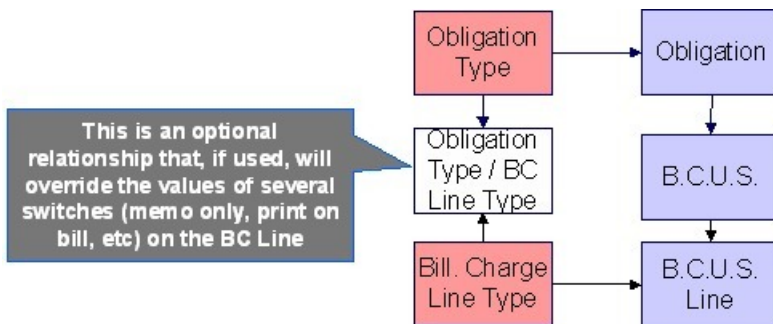 Obligation
Type
Obligation
This is an optional
relationship that, if used, will
override the values of several
switches (memo only, print on
bill, etc) on the BC Line
Obligation
Type / BC
Line Type
B.C.U.S.
Bill. Charge
Line Type
B.C.U.S.
Line